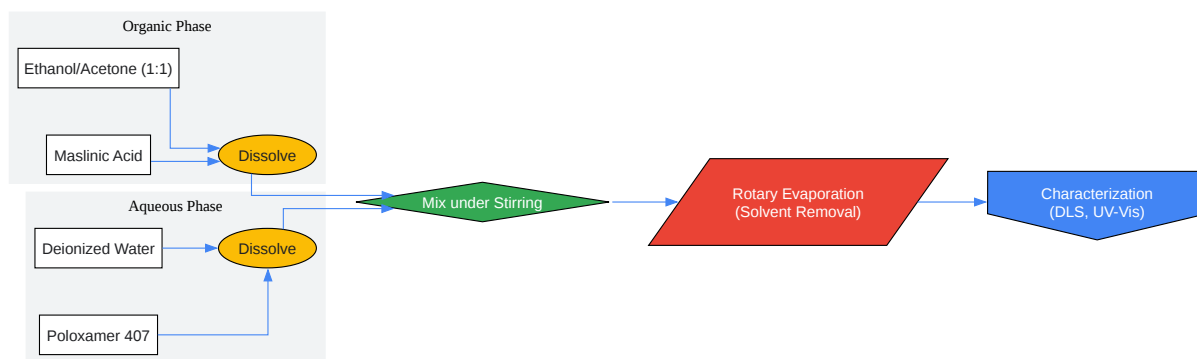 Organic Phase
Ethanol/Acetone (1:1)
Maslinic Acid
Dissolve
Aqueous Phase
Deionized Water
Dissolve
Poloxamer 407
Mix under Stirring
Rotary Evaporation
(Solvent Removal)
Characterization
(DLS, UV-Vis)